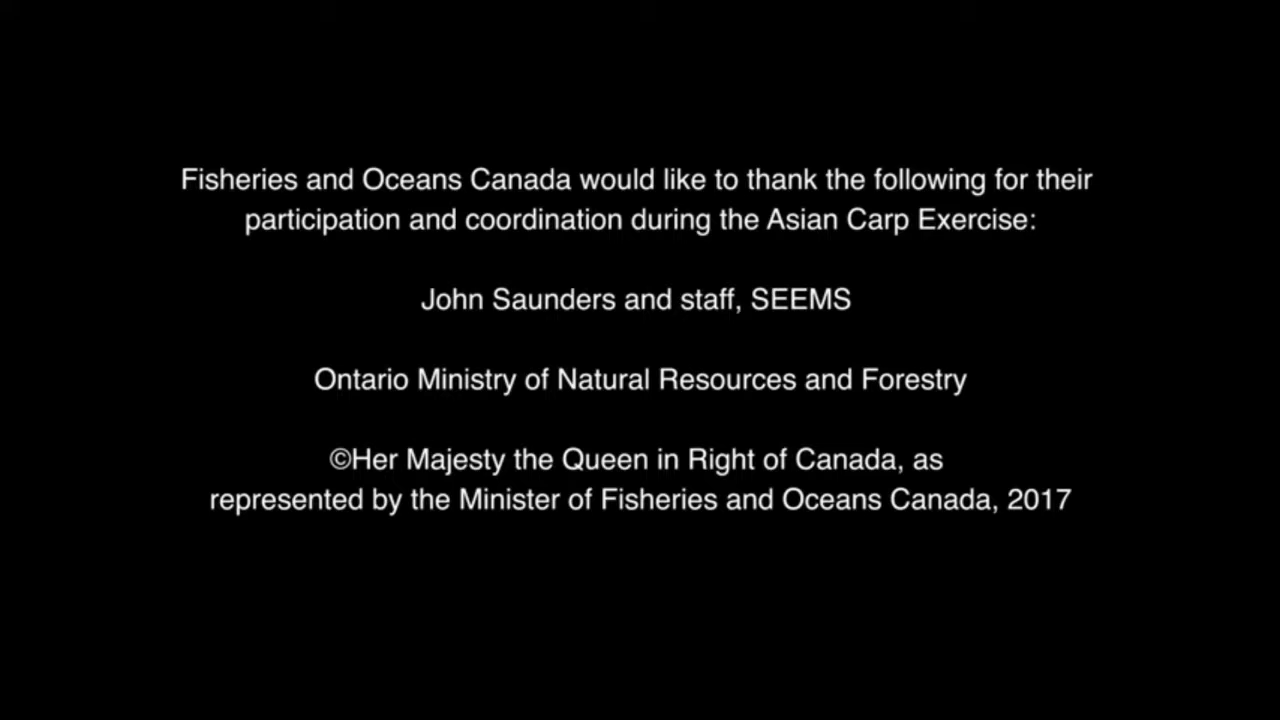 Fisheries and Oceans Canada would like to thank the following for their
participation and coordination during the Asian Carp Exercise:
John Saunders and staff, SEEMS
Ontario Ministry of Natural Resources and Forestry
©Her Majesty the Queen in Right of Canada, as
represented by the Minister of Fisheries and Oceans Canada, 2017